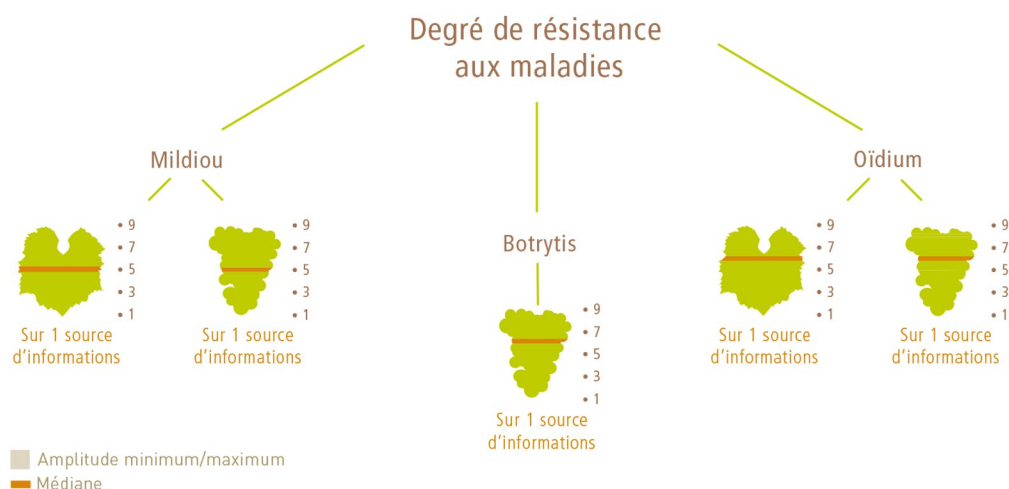 Degré de résistance
aux maladies
Mildiou
• 9
• 7
• 5
• 3
• 1
Sur 1 source
d'informations
• 9
• 7
• 5
• 3
• 1
Sur 1 source
d'informations
Botrytis
• 9
• 7
• 5
• 3
• 1
Sur 1 source
d'informations
Oïdium
• 9
• 7
• 5
• 3
• 1
Sur 1 source
d'informations
• 9
• 7
• 5
• 3
• 1
Sur 1 source
d'informations
Amplitude minimum/maximum
Médiane